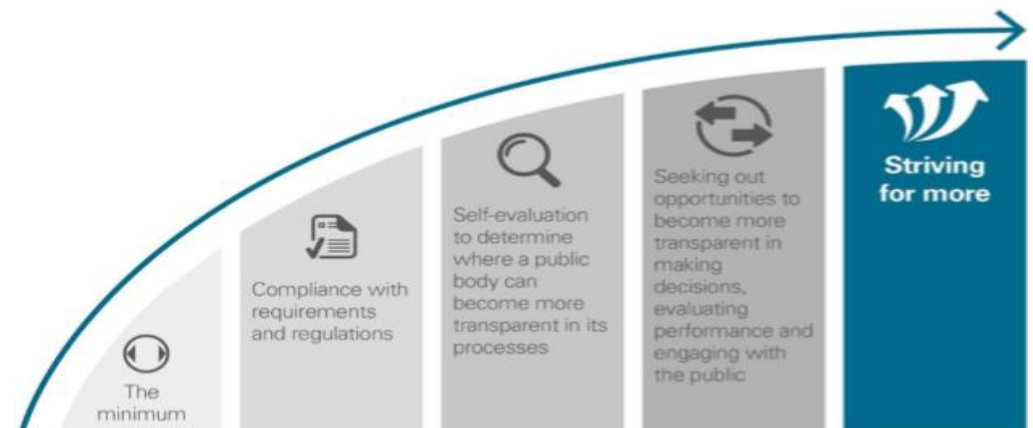 The
minimum
Compliance with
requirements
and regulations
Self-evaluation
to determine
where a public
body can
become more
transparent in its
processes
Seeking out
opportunities to
become more
transparent in
making
decisions,
evaluating
performance and
engaging with
the public
Striving
for more